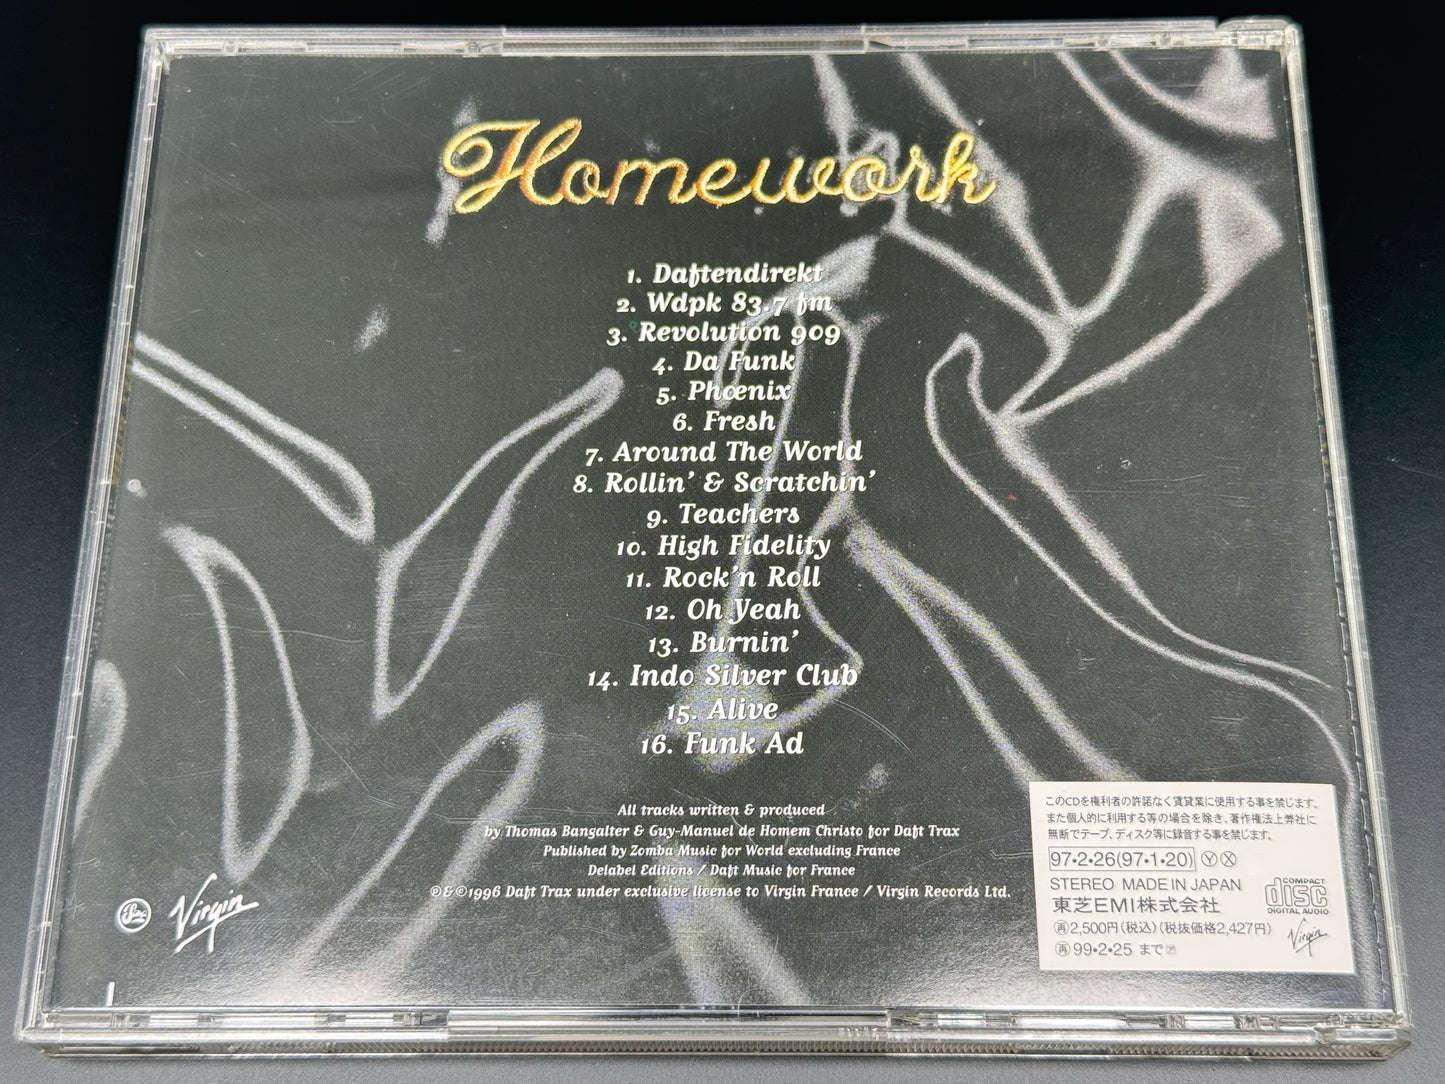 Homework
1. Daftendirekt
2. Wdpk 83.7 fm
3. Revolution 909
4. Da Funk
5. Phœnix
6. Fresh
7. Around The World
8. Rollin' & Scratchin'
9. Teachers
10. High Fidelity
11. Rock'n Roll
12. Oh Yeah
13. Burnin'
14. Indo Silver Club
15. Alive
16. Funk Ad
All tracks written & produced
by Thomas Bangalter & Guy-Manuel de Homem Christo for Daft Trax
Published by Zomba Music for World excluding France
Delabel Editions / Daft Music for France
℗&©1996 Daft Trax under exclusive license to Virgin France / Virgin Records Ltd.
Virgin
このCDを権利者の許諾なく賃貸業に使用する事を禁じます。
また個人的に利用する等の場合を除き、著作権法上弊社に
無断でテープ、ディスク等に録音する事を禁じます。
97・2・26(97・1・20) Ⓨ Ⓧ
STEREO MADE IN JAPAN
東芝EMI株式会社
COMPACT disc DIGITAL AUDIO
㊢2,500円(税込)(税抜価格2,427円)
㊢99・2・25 まで
Virgin